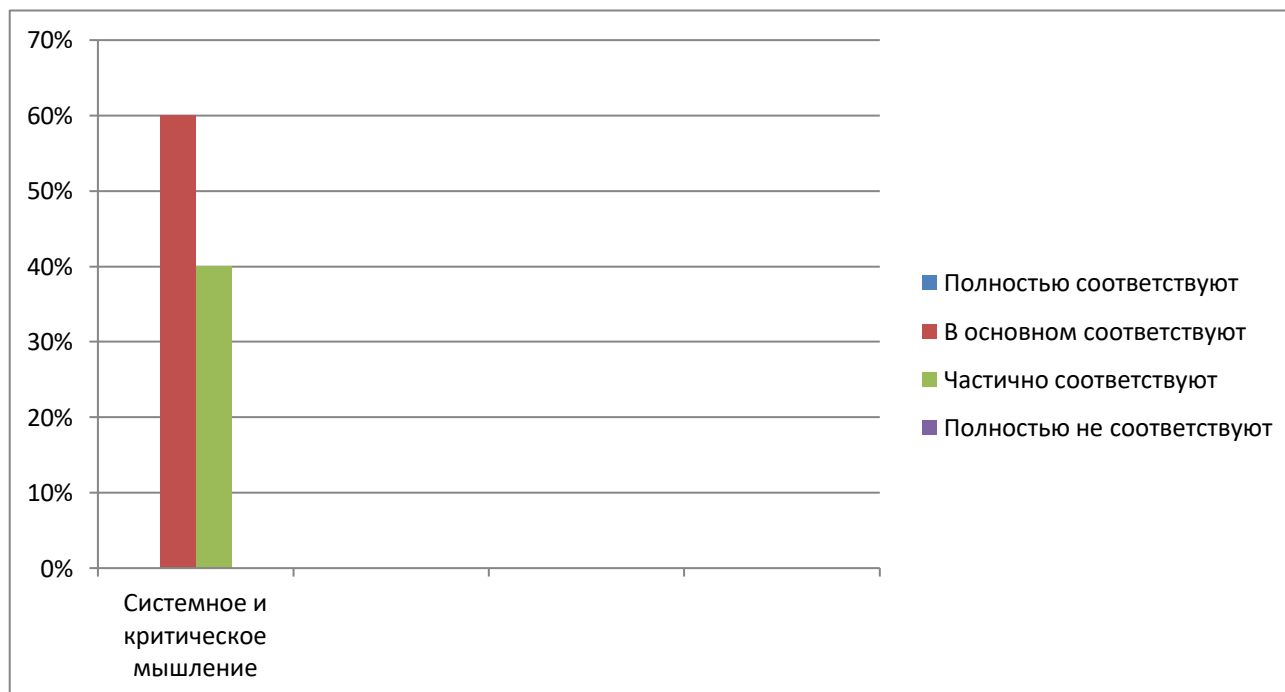 70%
60%
50%
40%
30%
20%
10%
0%
Системное и
критическое
мышление
Полностью соответствуют
В основном соответствуют
Частично соответствуют
Полностью не соответствуют